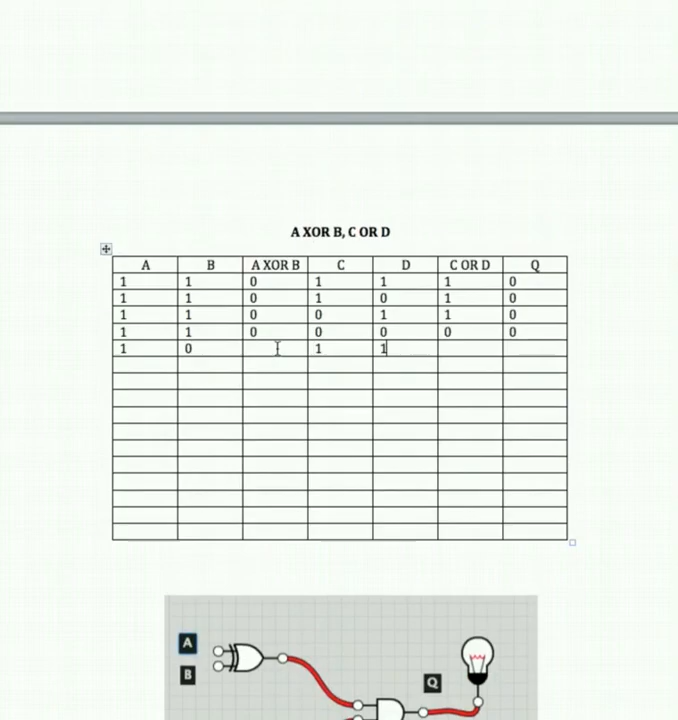 A XOR B, C OR D
A B A XOR B C D C OR D Q
1 1 0 1 1 1 0
1 1 0 1 0 1 0
1 1 0 0 1 1 0
1 1 0 0 0 0 0
1 0 1 1
A
B
Q